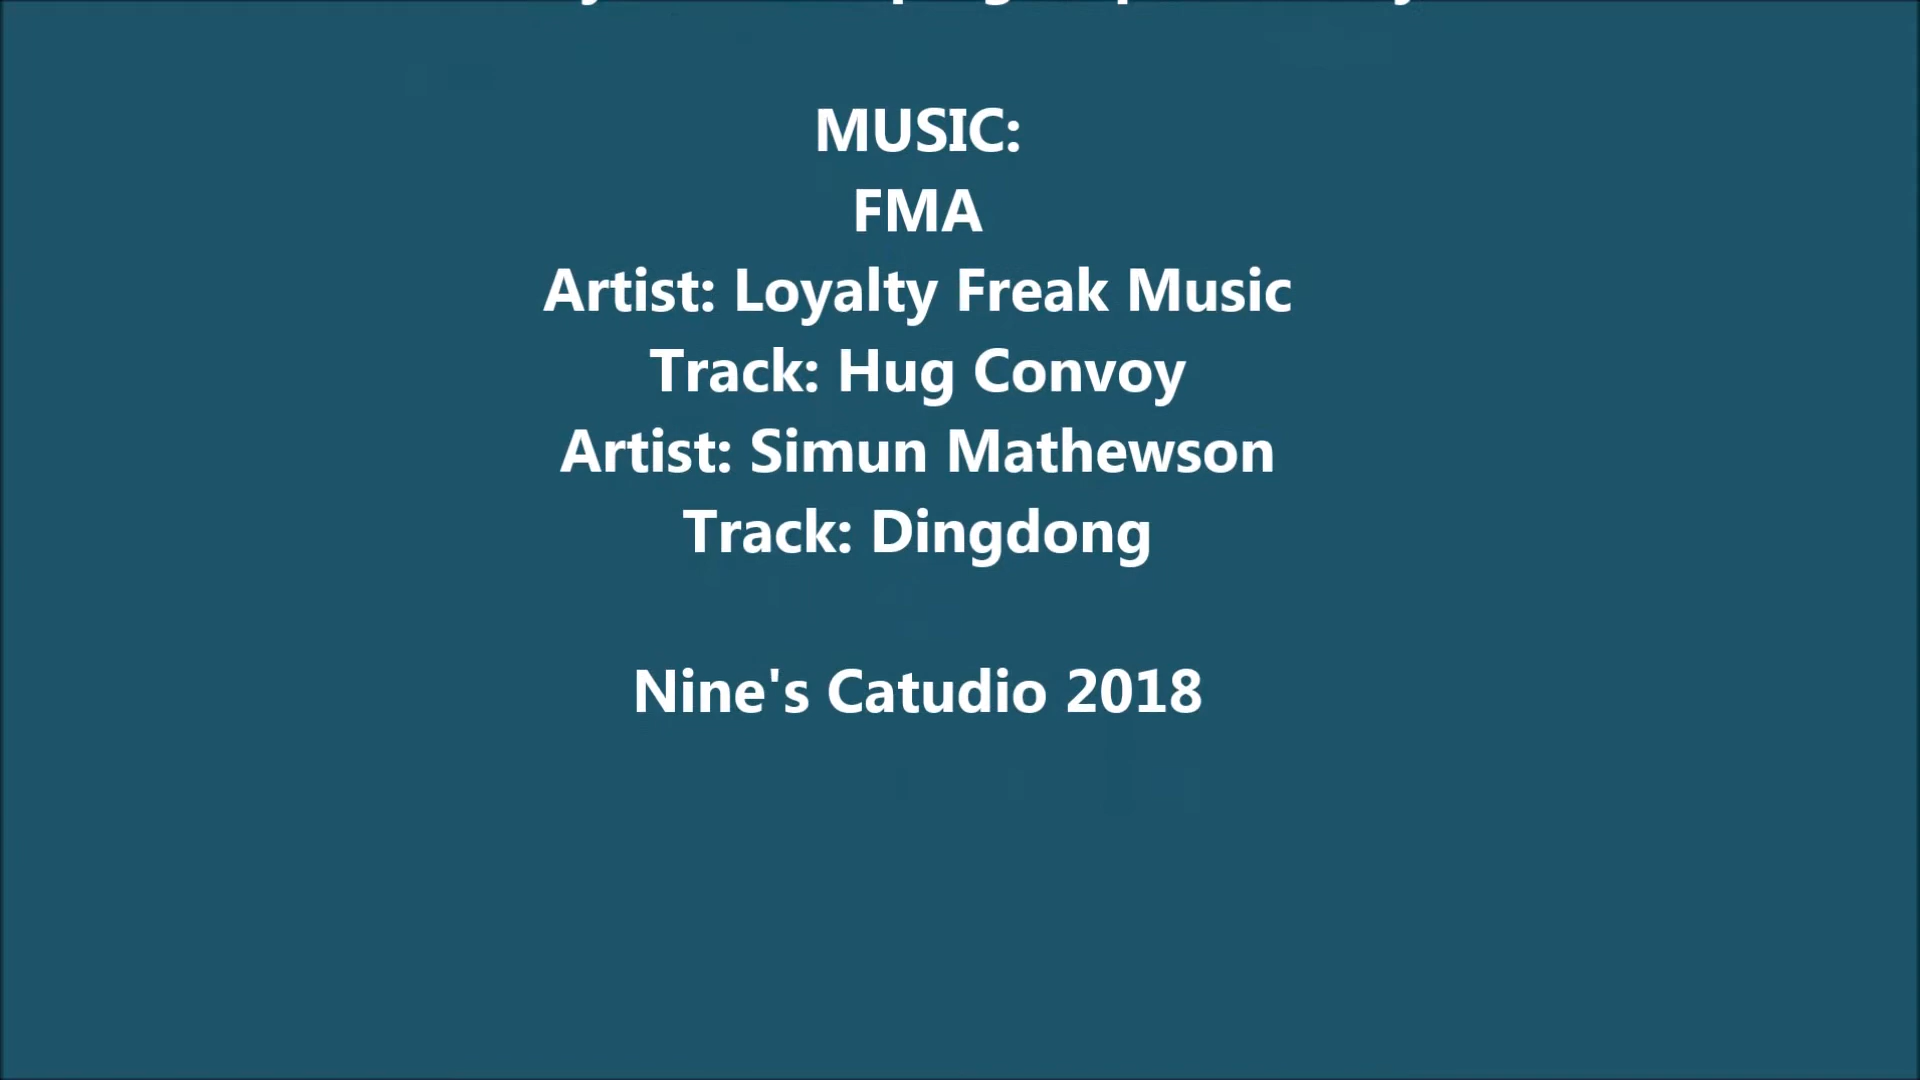 MUSIC:
FMA
Artist: Loyalty Freak Music
Track: Hug Convoy
Artist: Simun Mathewson
Track: Dingdong
Nine's Catudio 2018